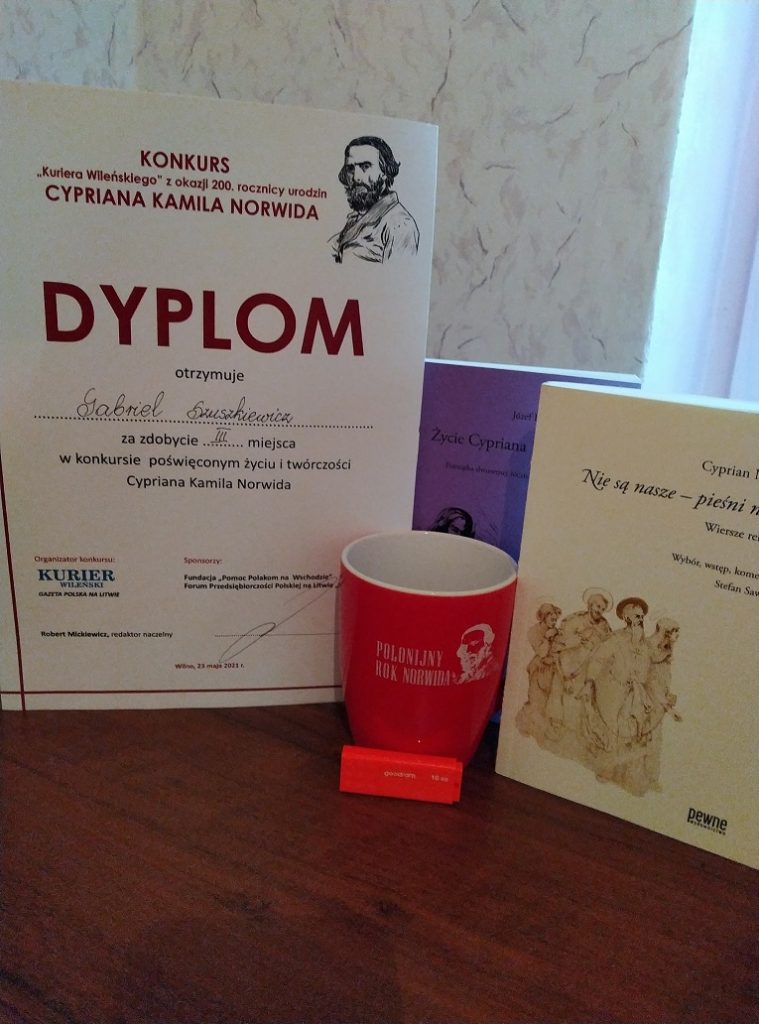 KONKURS
„Kuriera Wileńskiego" z okazji 200. rocznicy urodzin
CYPRIANA KAMILA NORWIDA
DYPLOM
otrzymuje
Gabriel Szuszkiewicz
za zdobycie III miejsca
w konkursie poświęconym życiu i twórczości
Cypriana Kamila Norwida
Organizator konkursu:
KURIER
WILEŃSKI
GAZETA POLSKA NA LITWIE
Sponsorzy:
Fundacja „Pomoc Polakom na Wschodzie"
Forum Przedsiębiorczości Polskiej na Litwie
Robert Mickiewicz, redaktor naczelny
Wilno, 23 maja 2021 r.
Józef
Życie Cypriana
POLONIJNY
ROK NORWIDA
goodram 16 GB
Cyprian
Nie są nasze – pieśni
Wiersze
Wybór, wstęp,
Stefan
pewne